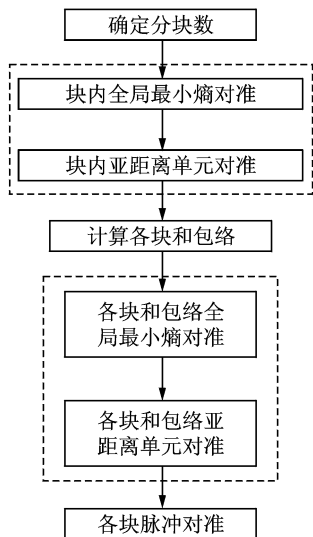 确定分块数
块内全局最小熵对准
块内亚距离单元对准
计算各块和包络
各块和包络全
局最小熵对准
各块和包络亚
距离单元对准
各块脉冲对准